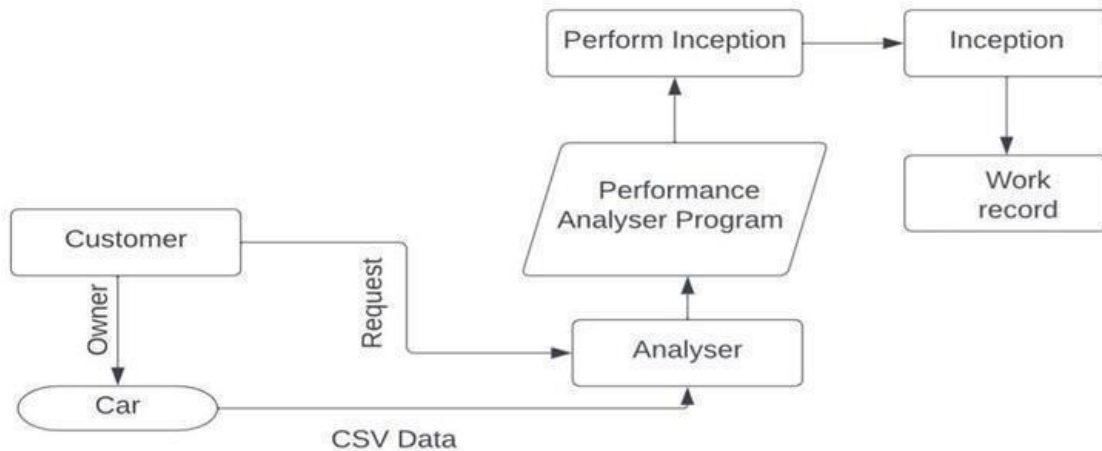 Perform Inception
Inception
Performance
Analyser Program
Work
record
Customer
Owner
Request
Analyser
Car
CSV Data